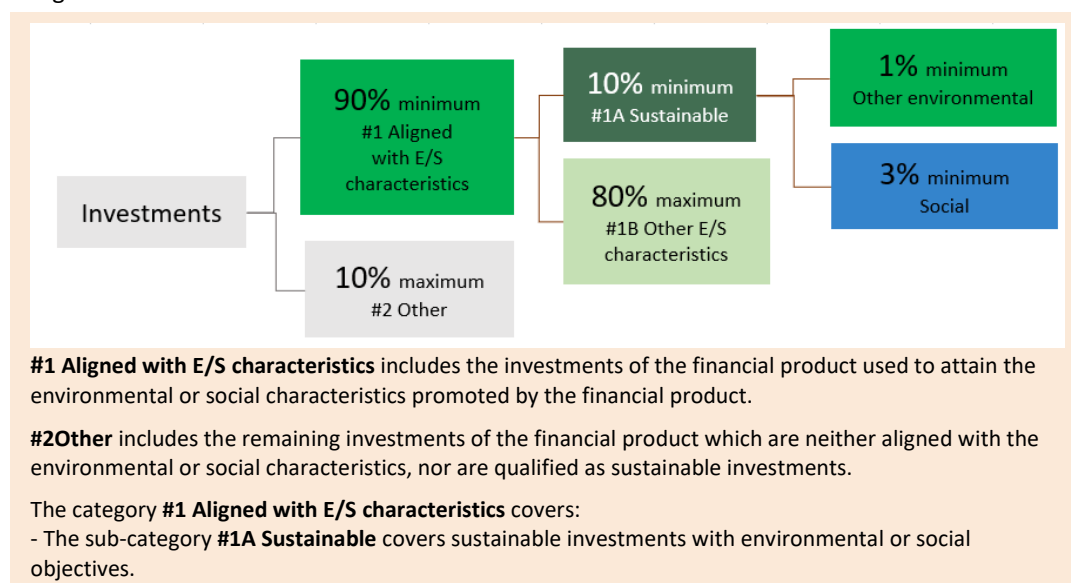 90% minimum
#1 Aligned
with E/S
characteristics
10% minimum
#1A Sustainable
1% minimum
Other environmental
3% minimum
Social
Investments
80% maximum
#1B Other E/S
characteristics
10% maximum
#2 Other
#1 Aligned with E/S characteristics includes the investments of the financial product used to attain the
environmental or social characteristics promoted by the financial product.
#2Other includes the remaining investments of the financial product which are neither aligned with the
environmental or social characteristics, nor are qualified as sustainable investments.
The category #1 Aligned with E/S characteristics covers:
- The sub-category #1A Sustainable covers sustainable investments with environmental or social
objectives.